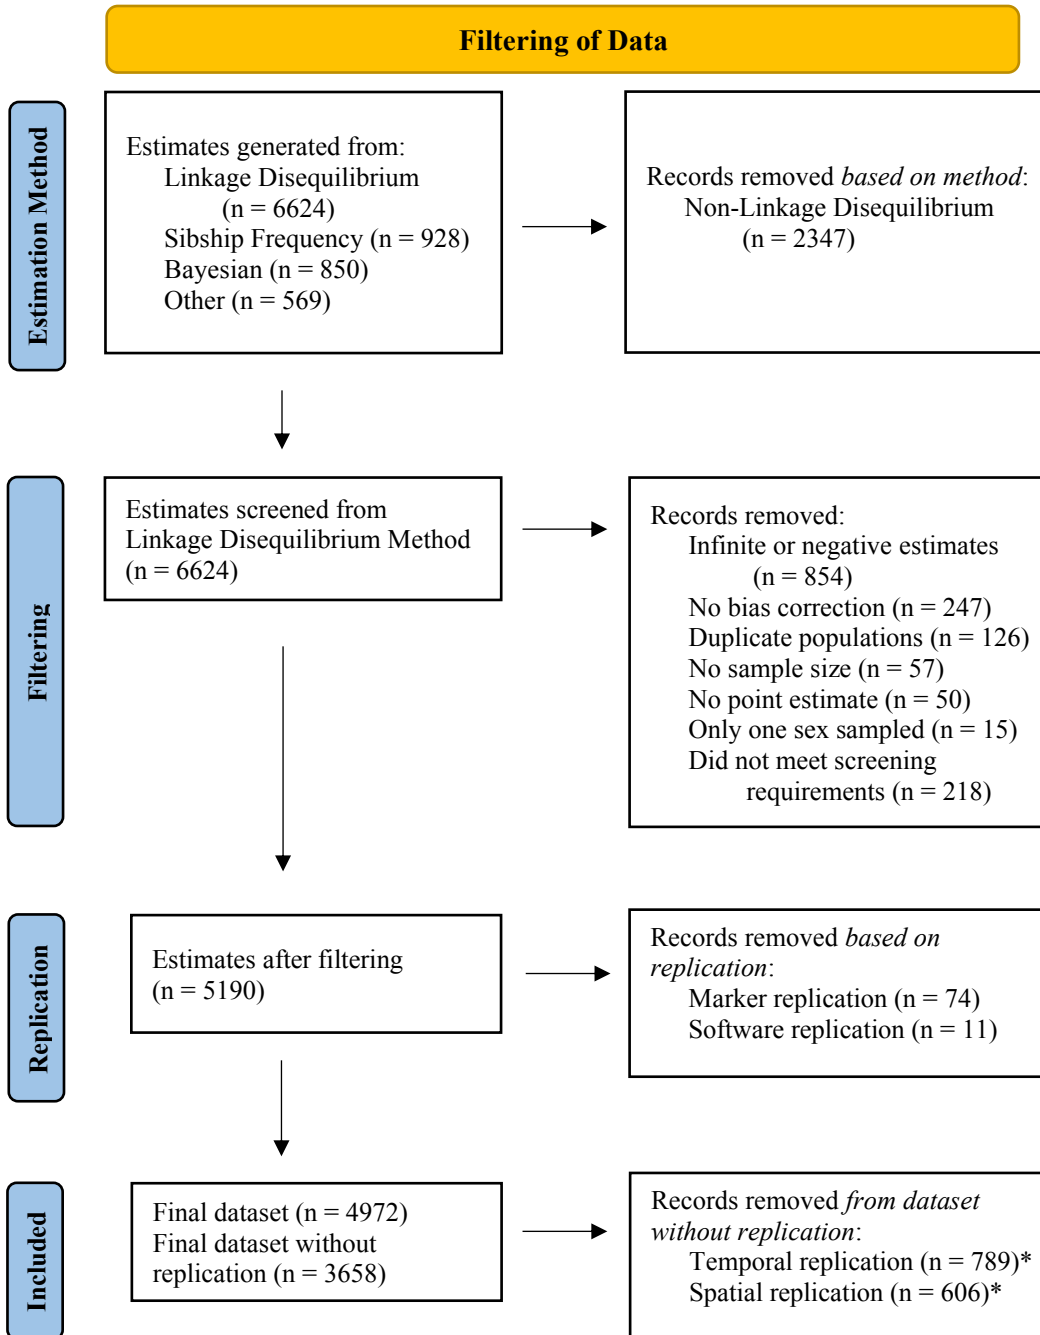 Filtering of Data
Estimation Method
Estimates generated from:
Linkage Disequilibrium
(n = 6624)
Sibship Frequency (n = 928)
Bayesian (n = 850)
Other (n = 569)
Records removed based on method:
Non-Linkage Disequilibrium
(n = 2347)
Filtering
Estimates screened from
Linkage Disequilibrium Method
(n = 6624)
Records removed:
Infinite or negative estimates
(n = 854)
No bias correction (n = 247)
Duplicate populations (n = 126)
No sample size (n = 57)
No point estimate (n = 50)
Only one sex sampled (n = 15)
Did not meet screening
requirements (n = 218)
Replication
Estimates after filtering
(n = 5190)
Records removed based on
replication:
Marker replication (n = 74)
Software replication (n = 11)
Included
Final dataset (n = 4972)
Final dataset without
replication (n = 3658)
Records removed from dataset
without replication:
Temporal replication (n = 789)*
Spatial replication (n = 606)*